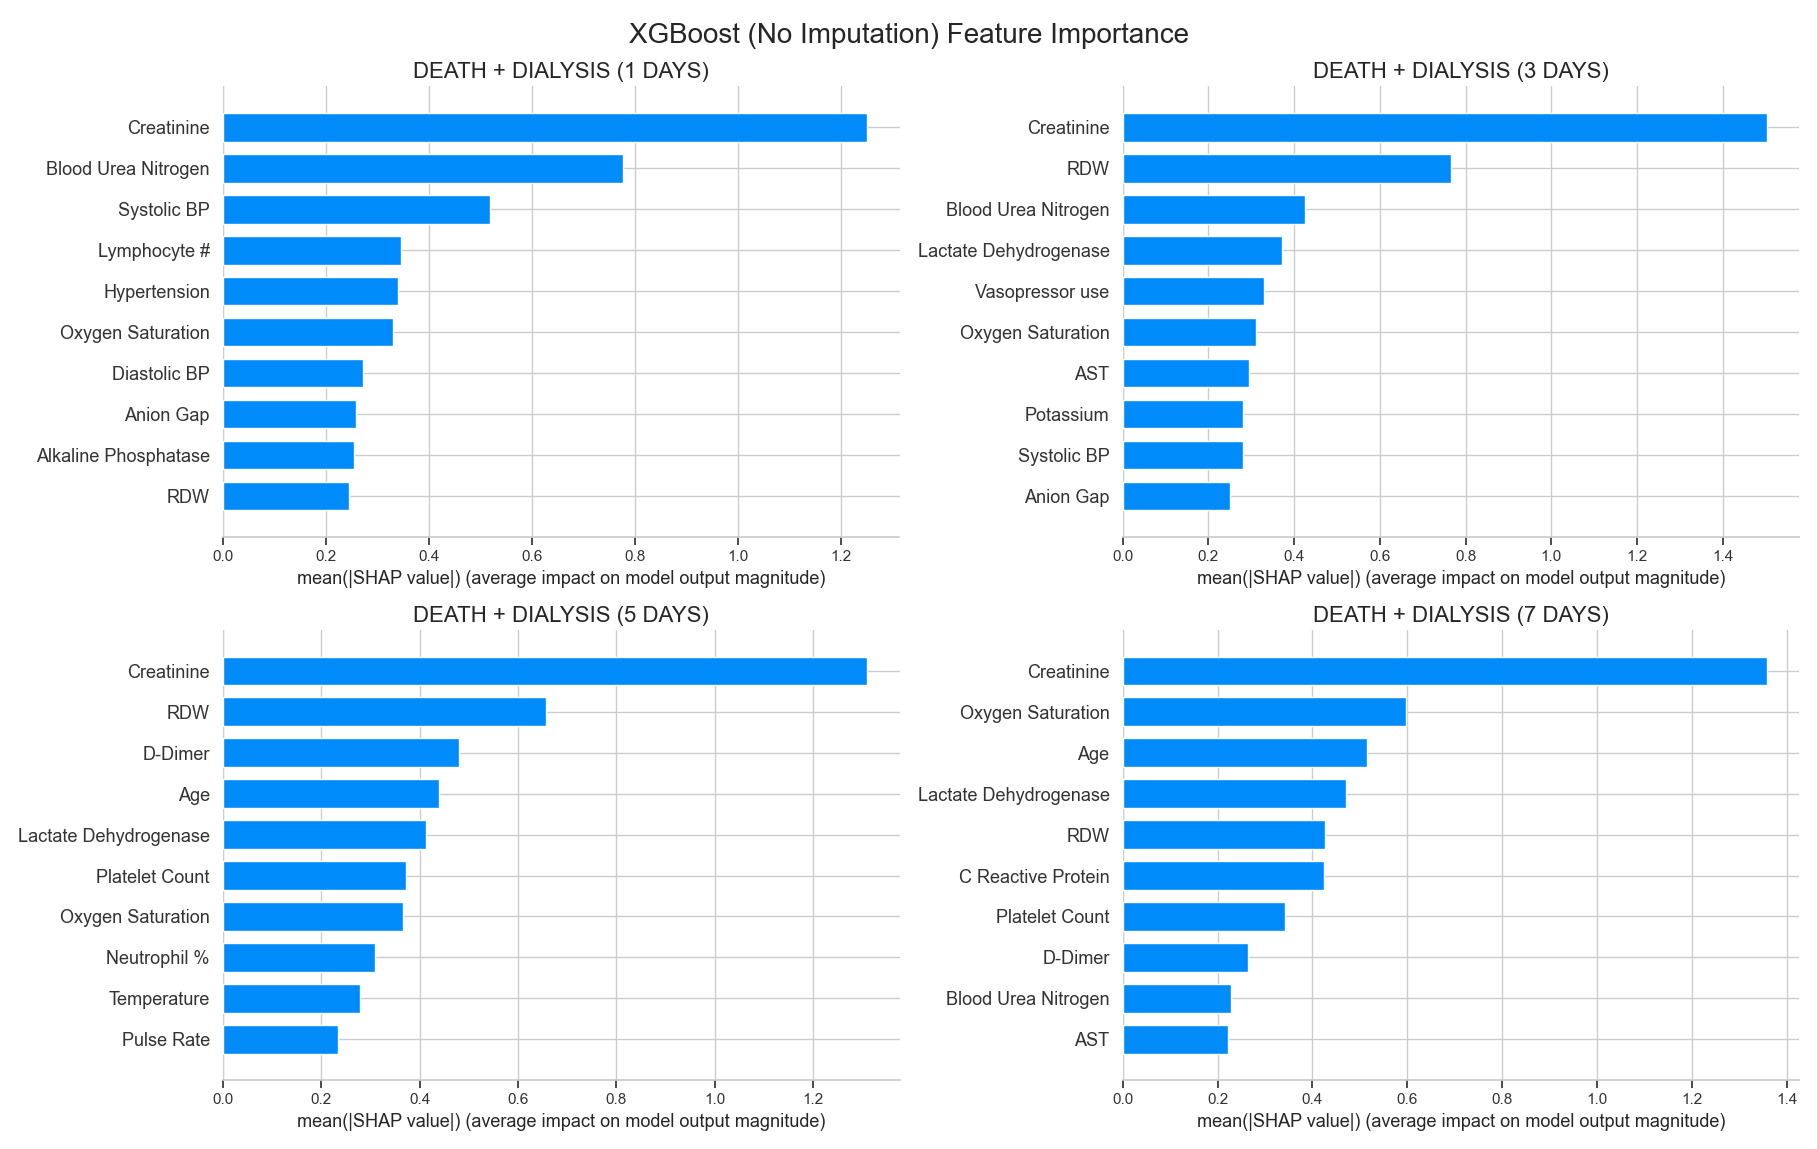 XGBoost (No Imputation) Feature Importance
DEATH + DIALYSIS (1 DAYS)
Creatinine
Blood Urea Nitrogen
Systolic BP
Lymphocyte #
Hypertension
Oxygen Saturation
Diastolic BP
Anion Gap
Alkaline Phosphatase
RDW
0.0 0.2 0.4 0.6 0.8 1.0 1.2
mean(|SHAP value|) (average impact on model output magnitude)
DEATH + DIALYSIS (3 DAYS)
Creatinine
RDW
Blood Urea Nitrogen
Lactate Dehydrogenase
Vasopressor use
Oxygen Saturation
AST
Potassium
Systolic BP
Anion Gap
0.0 0.2 0.4 0.6 0.8 1.0 1.2 1.4
mean(|SHAP value|) (average impact on model output magnitude)
DEATH + DIALYSIS (5 DAYS)
Creatinine
RDW
D-Dimer
Age
Lactate Dehydrogenase
Platelet Count
Oxygen Saturation
Neutrophil %
Temperature
Pulse Rate
0.0 0.2 0.4 0.6 0.8 1.0 1.2
mean(|SHAP value|) (average impact on model output magnitude)
DEATH + DIALYSIS (7 DAYS)
Creatinine
Oxygen Saturation
Age
Lactate Dehydrogenase
RDW
C Reactive Protein
Platelet Count
D-Dimer
Blood Urea Nitrogen
AST
0.0 0.2 0.4 0.6 0.8 1.0 1.2 1.4
mean(|SHAP value|) (average impact on model output magnitude)